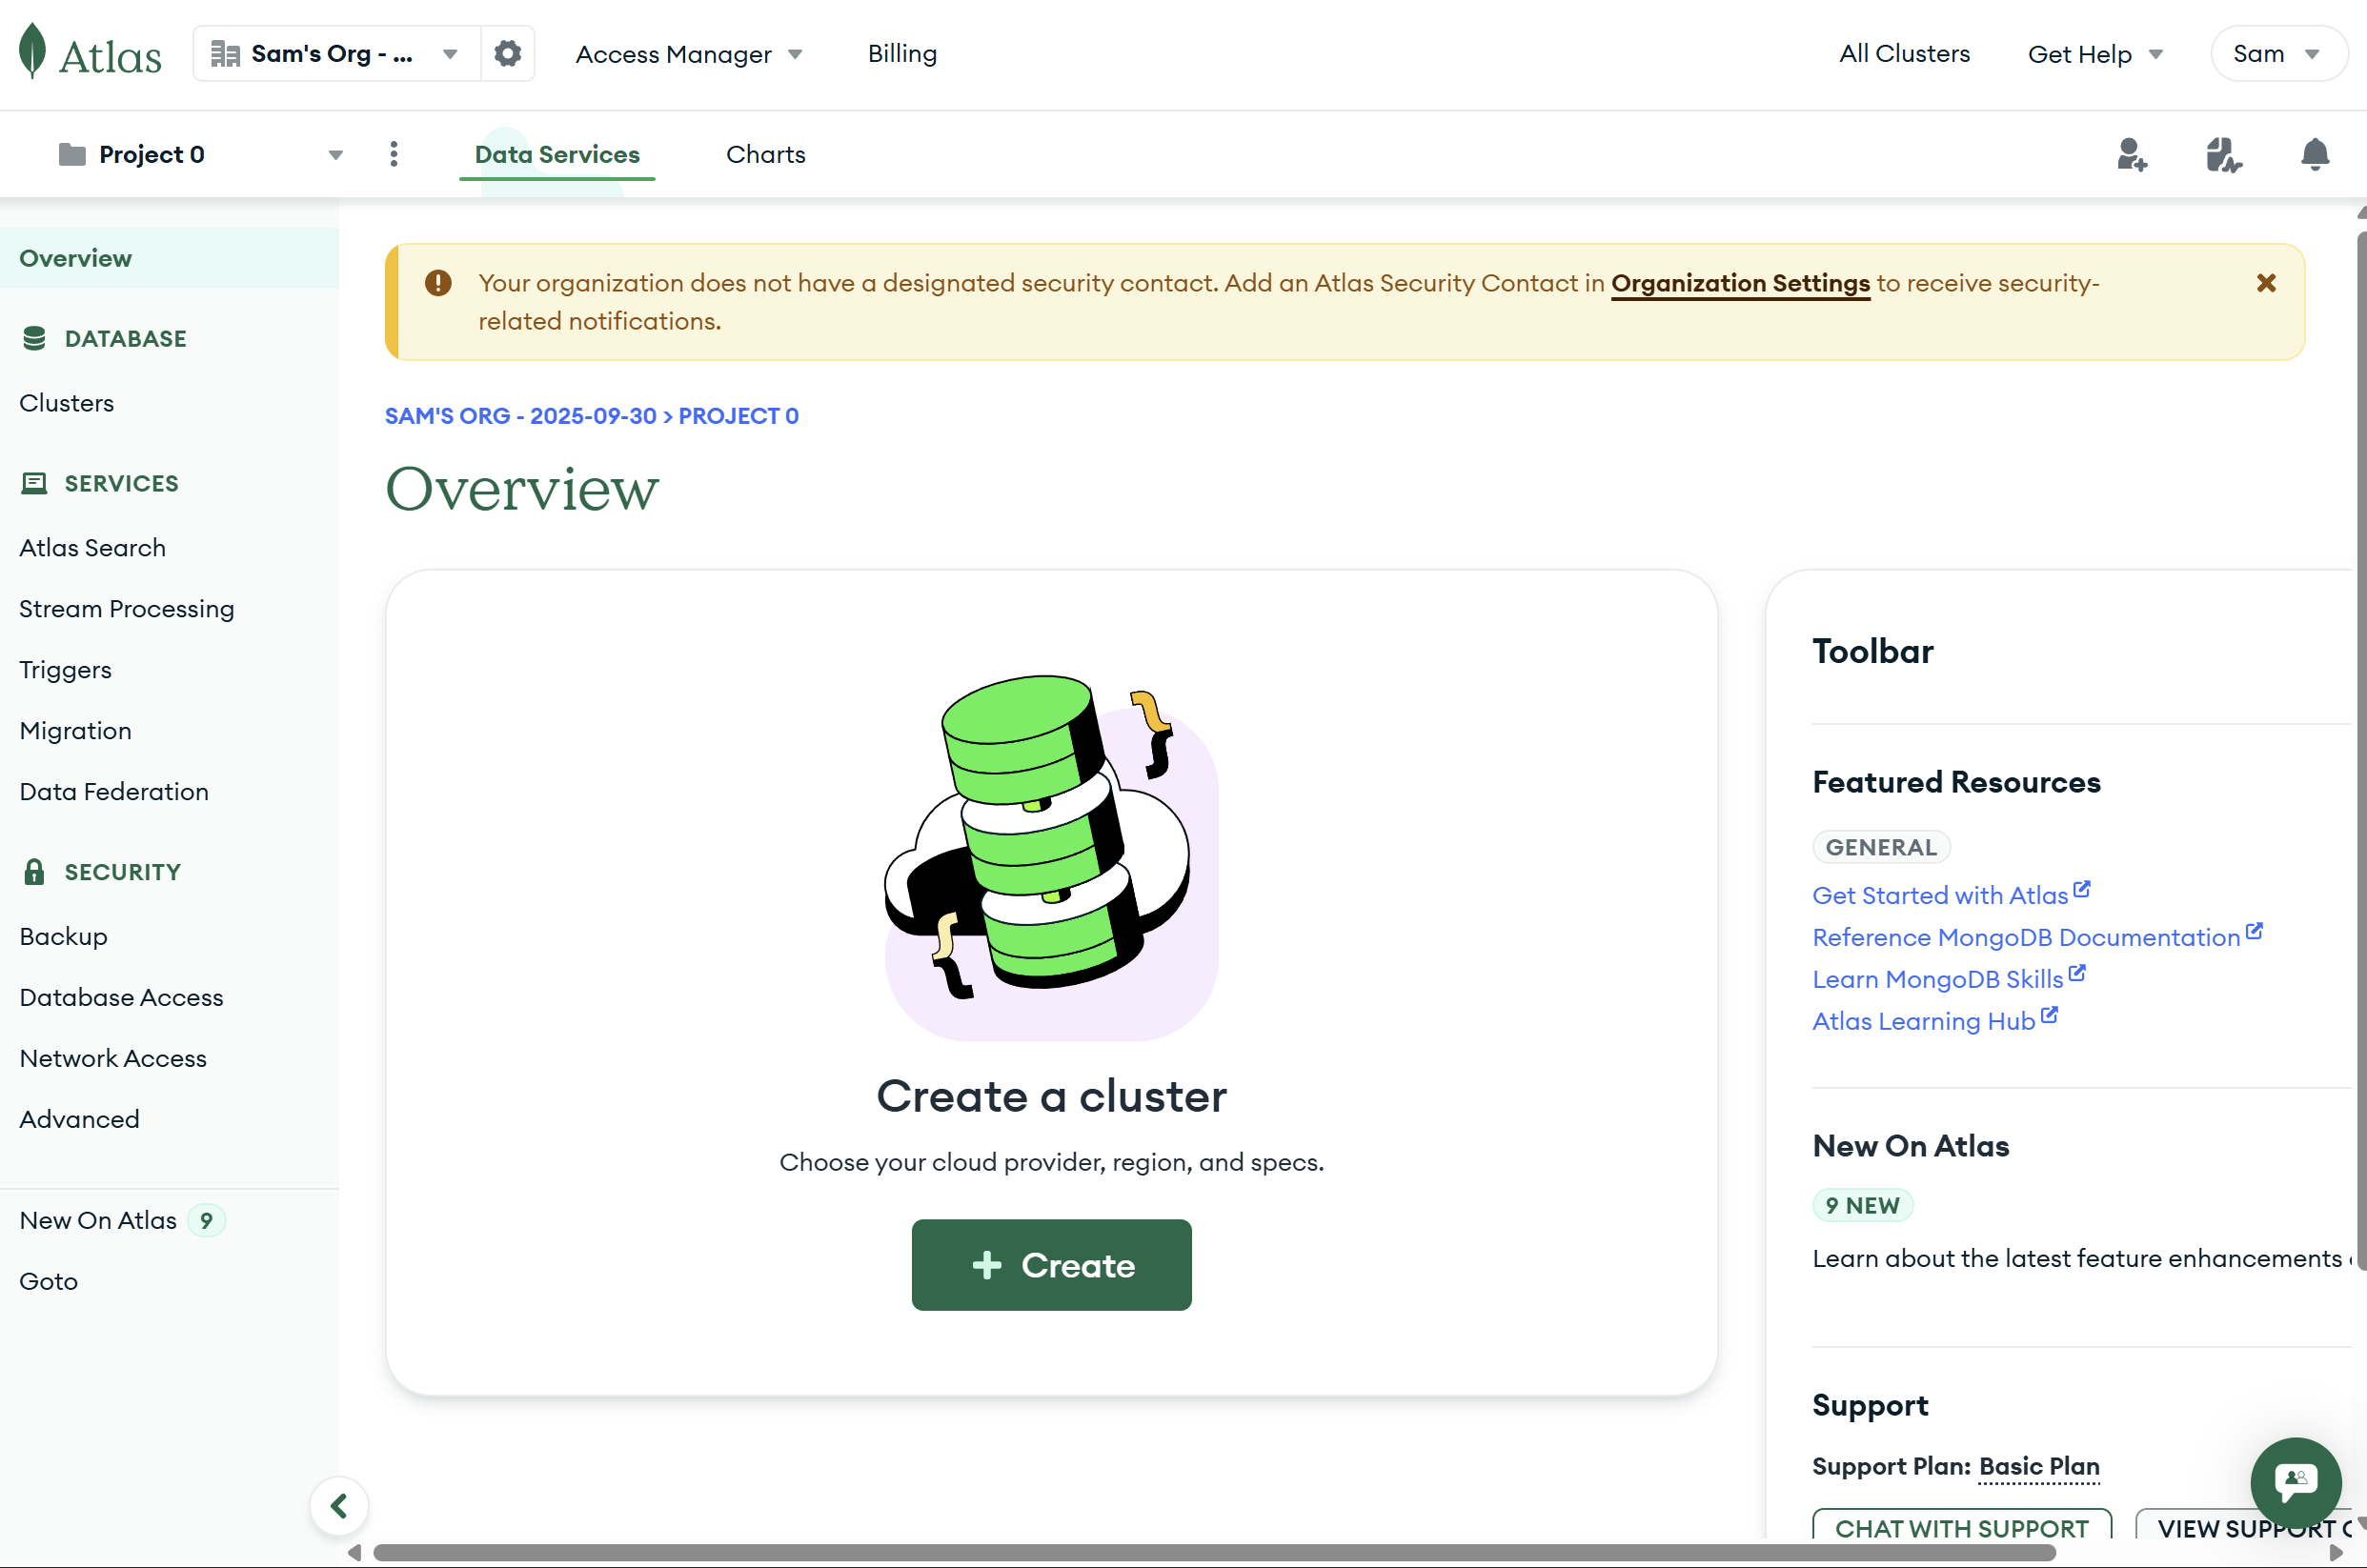 Atlas
Sam's Org - ...
Access Manager
Billing
All Clusters
Get Help
Sam
Project 0
Data Services
Charts
Overview
DATABASE
Clusters
SERVICES
Atlas Search
Stream Processing
Triggers
Migration
Data Federation
SECURITY
Backup
Database Access
Network Access
Advanced
New On Atlas 9
Goto
Your organization does not have a designated security contact. Add an Atlas Security Contact in Organization Settings to receive security-
related notifications.
SAM'S ORG - 2025-09-30 > PROJECT 0
Overview
Create a cluster
Choose your cloud provider, region, and specs.
Create
Toolbar
Featured Resources
GENERAL
Get Started with Atlas
Reference MongoDB Documentation
Learn MongoDB Skills
Atlas Learning Hub
New On Atlas
9 NEW
Learn about the latest feature enhancements
Support
Support Plan: Basic Plan
CHAT WITH SUPPORT
VIEW SUPPORT